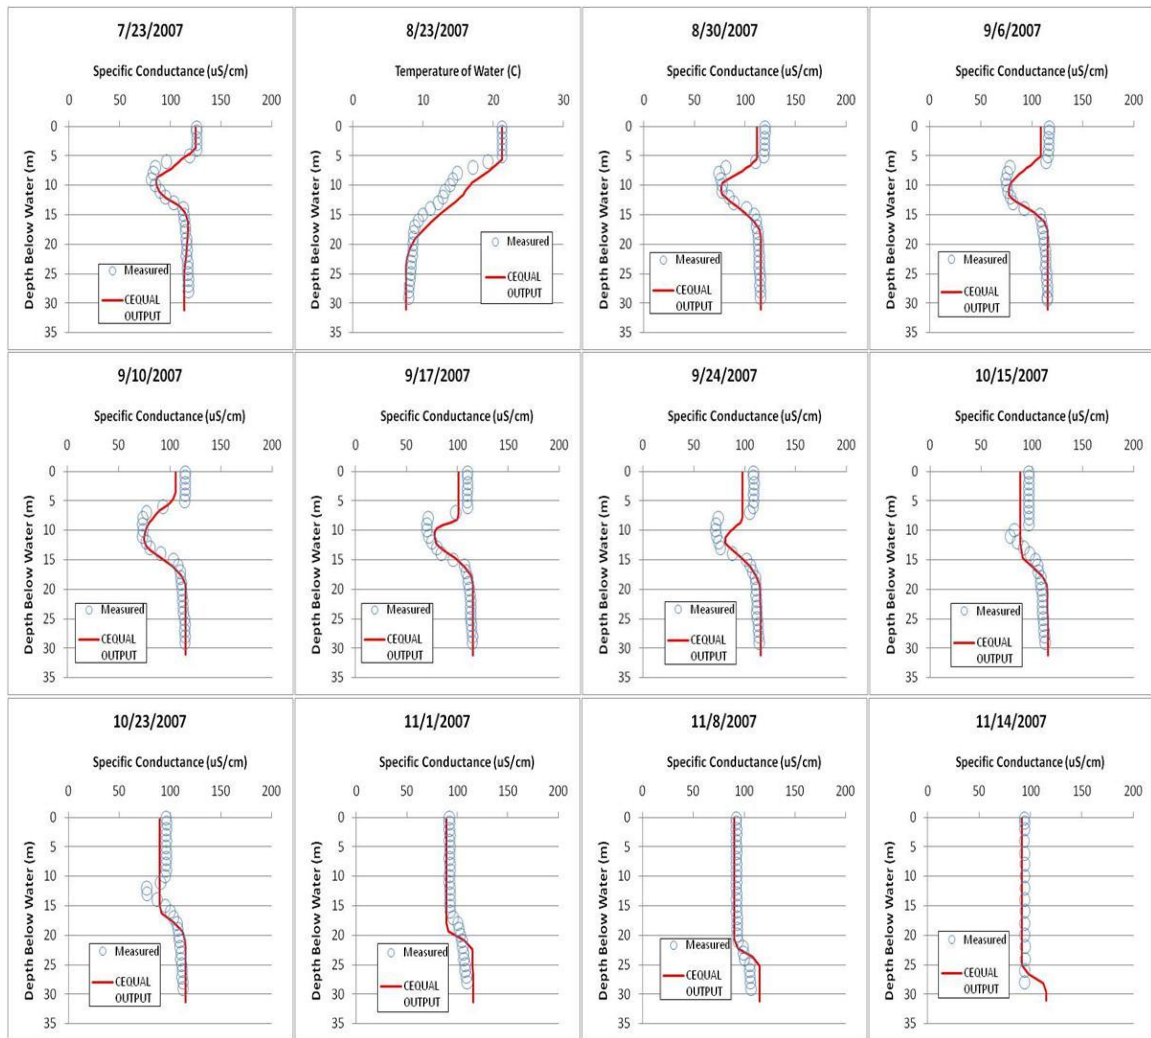 7/23/2007
Specific Conductance (uS/cm)
0 50 100 150 200
Depth Below Water (m)
0
5
10
15
20
25
30
35
Measured
CEQUAL
OUTPUT
8/23/2007
Temperature of Water (C)
0 10 20 30
Depth Below Water (m)
0
5
10
15
20
25
30
35
Measured
CEQUAL
OUTPUT
8/30/2007
Specific Conductance (uS/cm)
0 50 100 150 200
Depth Below Water (m)
0
5
10
15
20
25
30
35
Measured
CEQUAL
OUTPUT
9/6/2007
Specific Conductance (uS/cm)
0 50 100 150 200
Depth Below Water (m)
0
5
10
15
20
25
30
35
Measured
CEQUAL
OUTPUT
9/10/2007
Specific Conductance (uS/cm)
0 50 100 150 200
Depth Below Water (m)
0
5
10
15
20
25
30
35
Measured
CEQUAL
OUTPUT
9/17/2007
Specific Conductance (uS/cm)
0 50 100 150 200
Depth Below Water (m)
0
5
10
15
20
25
30
35
Measured
CEQUAL
OUTPUT
9/24/2007
Specific Conductance (uS/cm)
0 50 100 150 200
Depth Below Water (m)
0
5
10
15
20
25
30
35
Measured
CEQUAL
OUTPUT
10/15/2007
Specific Conductance (uS/cm)
0 50 100 150 200
Depth Below Water (m)
0
5
10
15
20
25
30
35
Measured
CEQUAL
OUTPUT
10/23/2007
Specific Conductance (uS/cm)
0 50 100 150 200
Depth Below Water (m)
0
5
10
15
20
25
30
35
Measured
CEQUAL
OUTPUT
11/1/2007
Specific Conductance (uS/cm)
0 50 100 150 200
Depth Below Water (m)
0
5
10
15
20
25
30
35
Measured
CEQUAL
OUTPUT
11/8/2007
Specific Conductance (uS/cm)
0 50 100 150 200
Depth Below Water (m)
0
5
10
15
20
25
30
35
Measured
CEQUAL
OUTPUT
11/14/2007
Specific Conductance (uS/cm)
0 50 100 150 200
Depth Below Water (m)
0
5
10
15
20
25
30
35
Measured
CEQUAL
OUTPUT